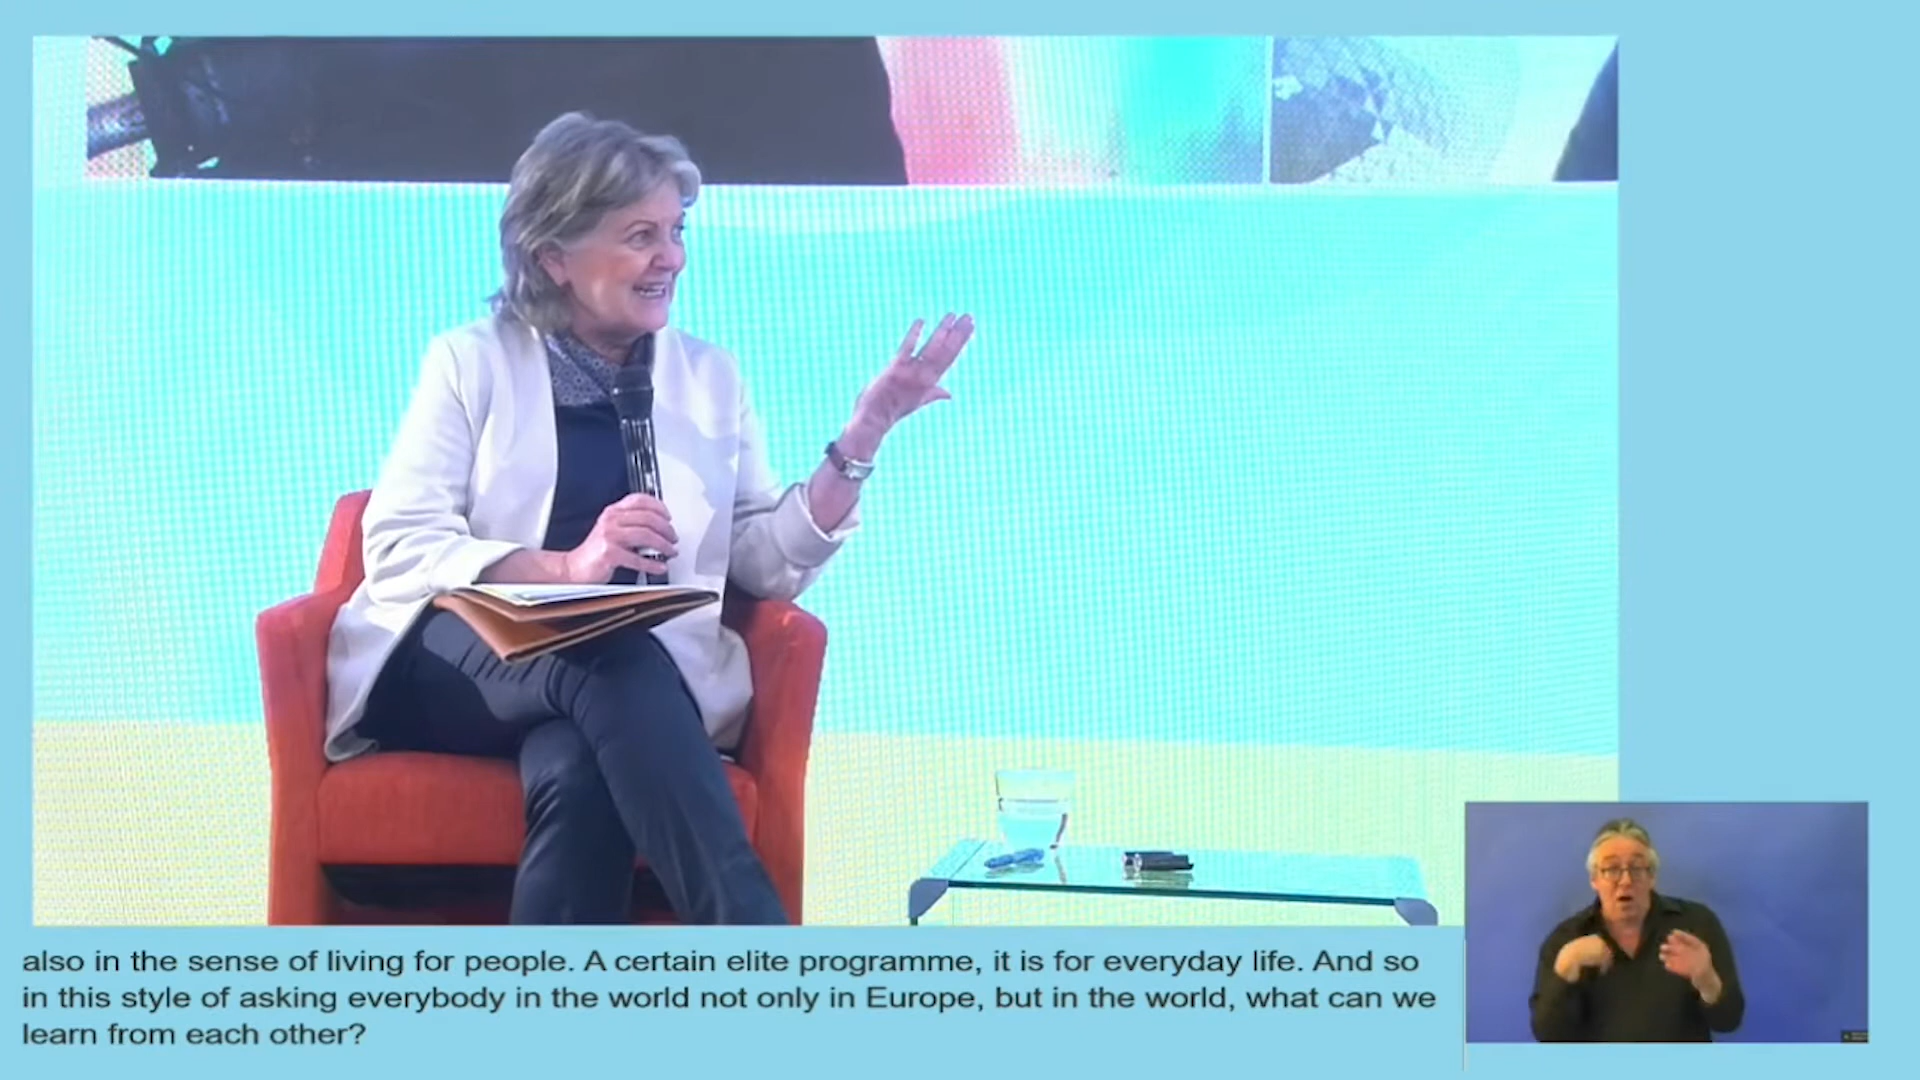 also in the sense of living for people. A certain elite programme, it is for everyday life. And so
in this style of asking everybody in the world not only in Europe, but in the world, what can we
learn from each other?